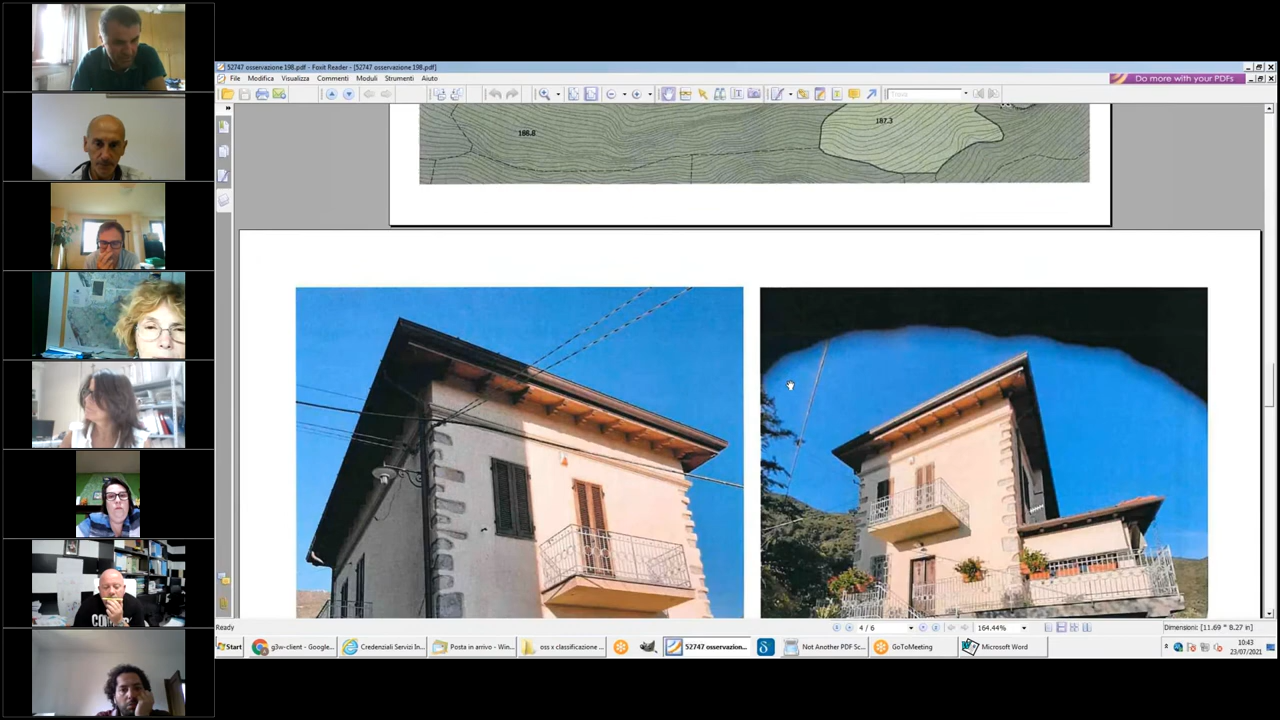 52747 osservazione 198.pdf - Foxit Reader - [52747 osservazione 198.pdf]
File Modifica Visualizza Commenti Moduli Strumenti Aiuto
Do more with your PDFs
Trova
188.8
187.3
Ready
4 / 6
164.44%
Dimensioni: [11.69 * 8.27 in]
Start
g3w-client - Google...
Credenziali Servizi In...
Posta in arrivo - Win...
oss x classificazione ...
52747 osservazion...
Not Another PDF Sc...
GoToMeeting
Microsoft Word
10:43
23/07/2021